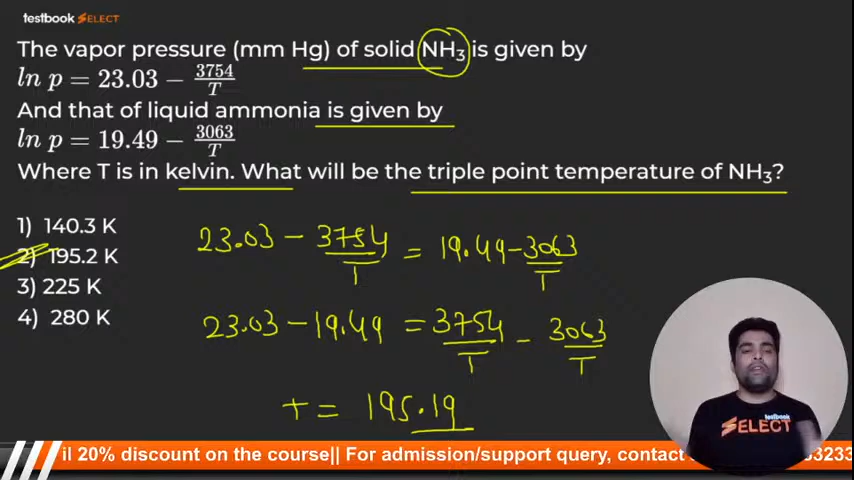 testbook SELECT
The vapor pressure (mm Hg) of solid NH₃ is given by
ln p = 23.03 − 3754/T
And that of liquid ammonia is given by
ln p = 19.49 − 3063/T
Where T is in kelvin. What will be the triple point temperature of NH₃?
1) 140.3 K
2) 195.2 K
3) 225 K
4) 280 K
23.03 − 3754/T = 19.49 − 3063/T
23.03 − 19.49 = 3754/T − 3063/T
T = 195.19
testbook
SELECT
il 20% discount on the course|| For admission/support query, contact